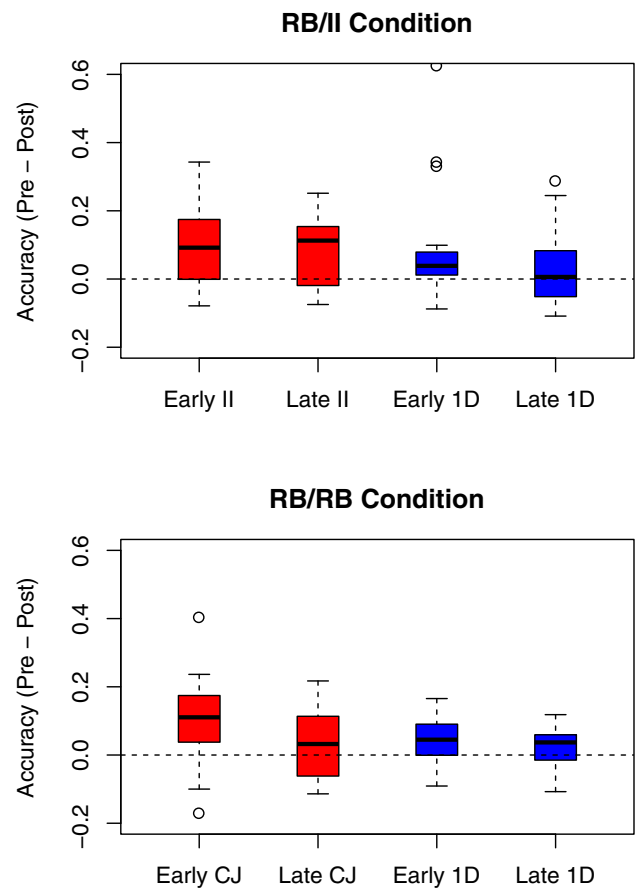 RB/II Condition
Accuracy (Pre − Post)
0.6
0.4
0.2
0.0
−0.2
Early II Late II Early 1D Late 1D
RB/RB Condition
Accuracy (Pre − Post)
0.6
0.4
0.2
0.0
−0.2
Early CJ Late CJ Early 1D Late 1D